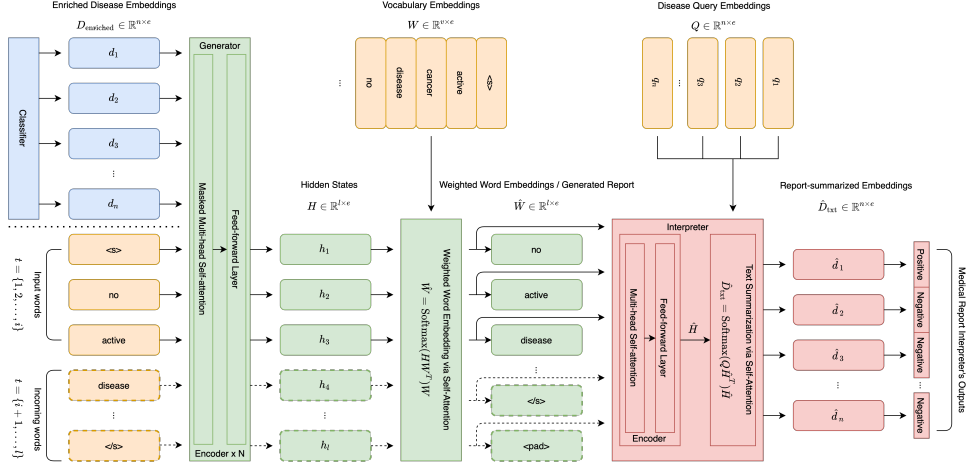 Enriched Disease Embeddings
D_enriched ∈ ℝ^{n×e}
Vocabulary Embeddings
W ∈ ℝ^{v×e}
Disease Query Embeddings
Q ∈ ℝ^{n×e}
Classifier
d_1
d_2
d_3
...
d_n
Generator
Masked Multi-head Self-attention
Feed-forward Layer
Encoder x N
...
no
disease
cancer
active
<s>
q_n
...
q_3
q_2
q_1
Input words
t = {1, 2, ..., i}
<s>
no
active
Incoming words
t = {i + 1, ..., l}
disease
...
</s>
Hidden States
H ∈ ℝ^{l×e}
h_1
h_2
h_3
h_4
...
h_l
Weighted Word Embedding via Self-Attention
Ŵ = Softmax(HW^T)W
Weighted Word Embeddings / Generated Report
Ŵ ∈ ℝ^{l×e}
no
active
disease
...
</s>
<pad>
Interpreter
Multi-head Self-attention
Feed-forward Layer
Encoder
Ĥ
Text Summarization via Self-Attention
D̂_txt = Softmax(QĤ^T)Ĥ
Report-summarized Embeddings
D̂_txt ∈ ℝ^{n×e}
d̂_1
d̂_2
d̂_3
...
d̂_n
Positive
Negative
Negative
...
Negative
Medical Report Interpreter's Outputs